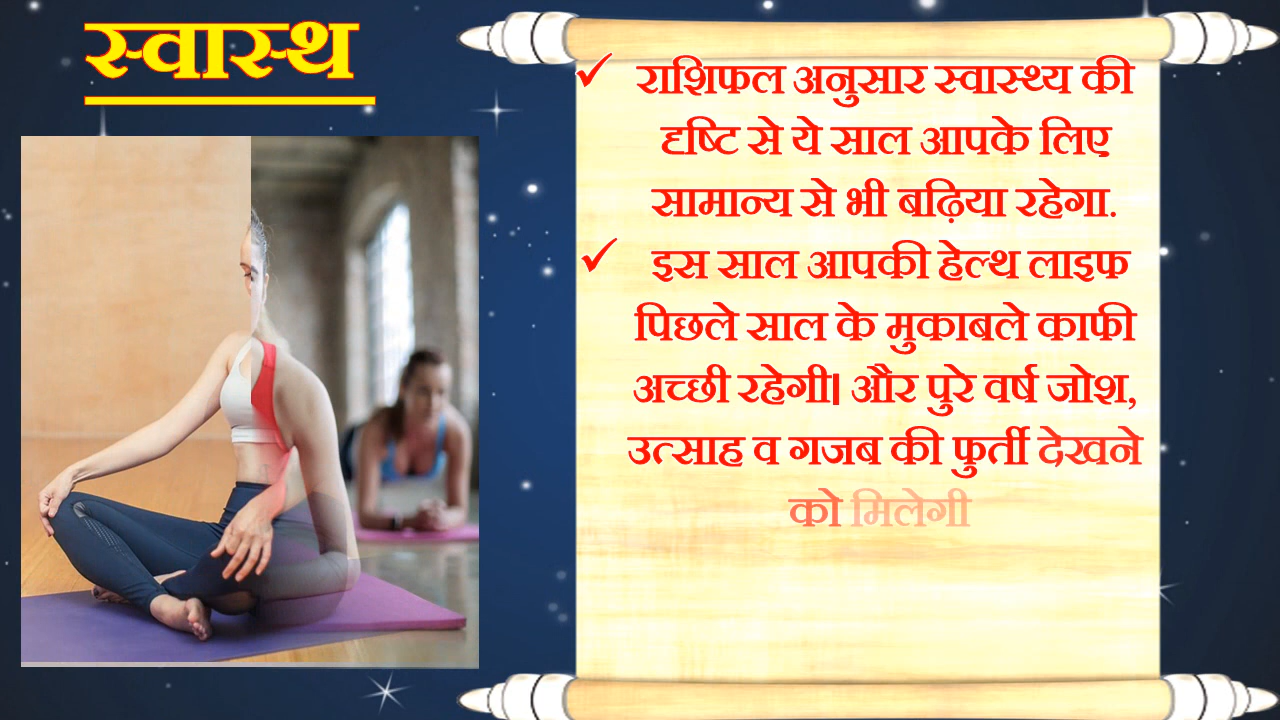 स्वास्थ
राशिफल अनुसार स्वास्थ्य की
दृष्टि से ये साल आपके लिए
सामान्य से भी बढ़िया रहेगा.
इस साल आपकी हेल्थ लाइफ
पिछले साल के मुकाबले काफी
अच्छी रहेगी। और पुरे वर्ष जोश,
उत्साह व गजब की फुर्ती देखने
को मिलेगी